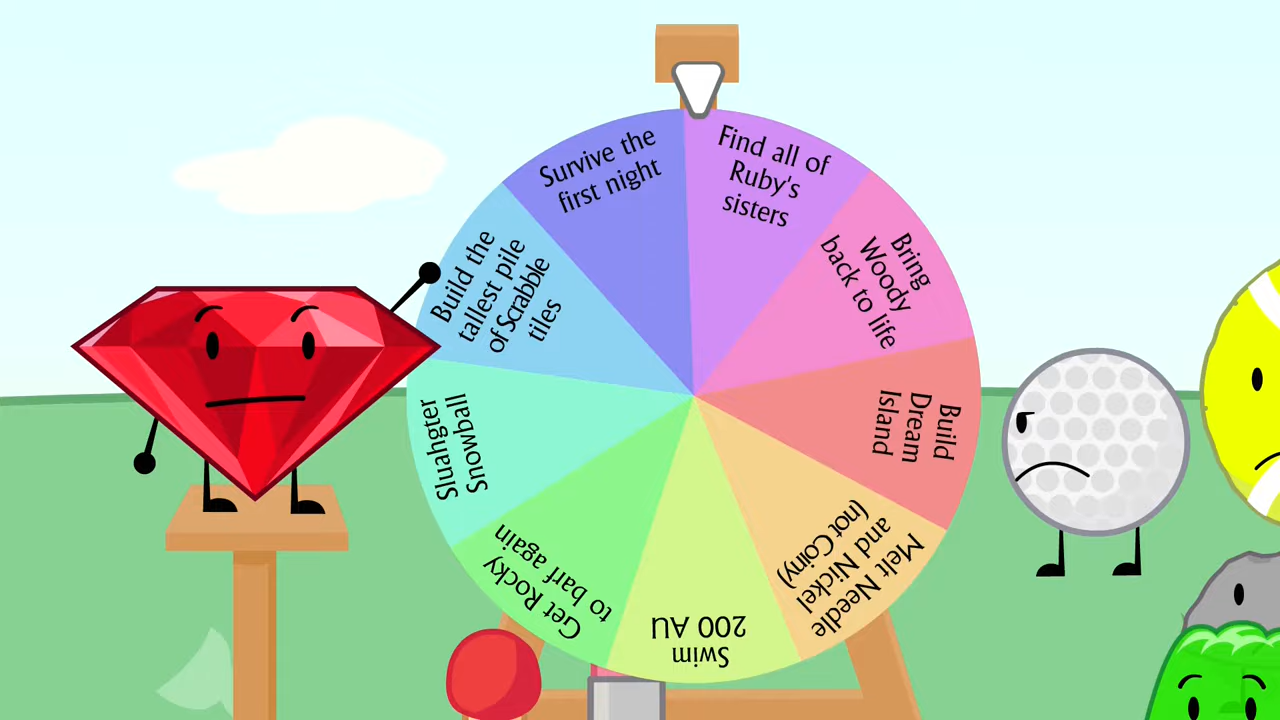 Survive the
first night
Find all of
Ruby's
sisters
Bring
Woody
back to life
Build
Dream
Island
Melt Needle
and Nickel
(not Coiny)
Swim
200 AU
Get Rocky
to barf again
Sluahgter
Snowball
Build the
tallest pile
of Scrabble
tiles